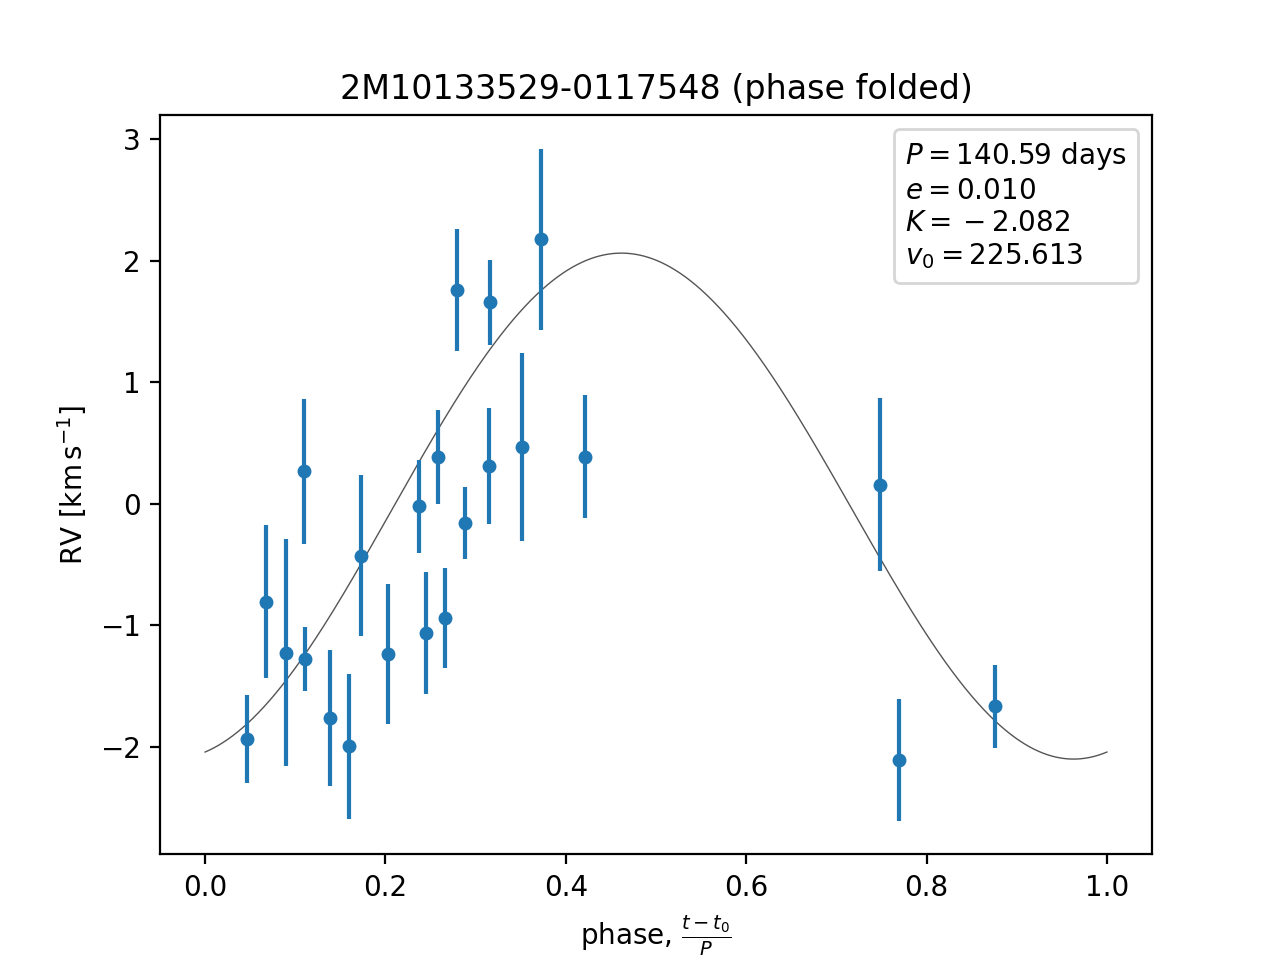 2M10133529-0117548 (phase folded)
P = 140.59 days
e = 0.010
K = −2.082
v₀ = 225.613
3
2
1
0
−1
−2
RV [km s⁻¹]
0.0 0.2 0.4 0.6 0.8 1.0
phase, (t − t₀)/P